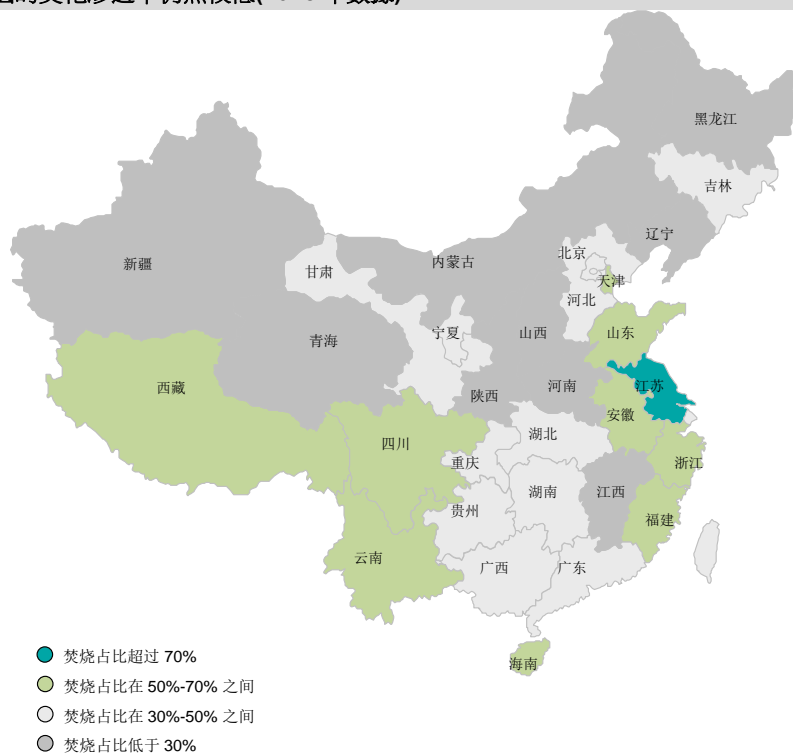 黑龙江
吉林
辽宁
新疆
内蒙古
北京
甘肃
天津
河北
宁夏
山西
山东
青海
西藏
陕西
河南
江苏
安徽
四川
湖北
重庆
浙江
湖南
江西
贵州
福建
云南
广西
广东
海南
焚烧占比超过 70%
焚烧占比在 50%-70% 之间
焚烧占比在 30%-50% 之间
焚烧占比低于 30%